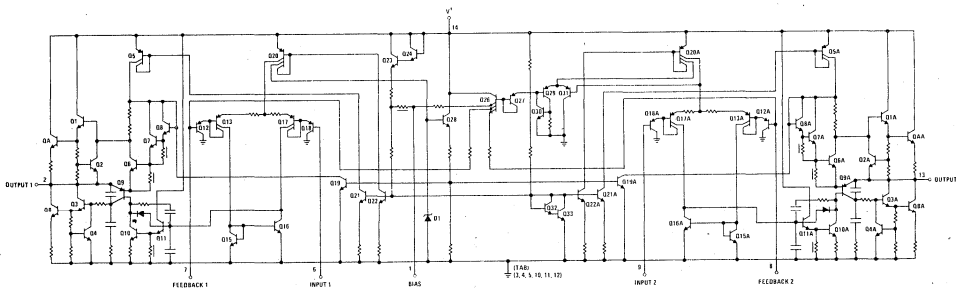 V+
14
Q5
Q20
Q23
Q24
Q20A
Q5A
Q1
Q8
Q7
Q12
Q13
Q17
Q18
Q26
Q27
Q29
Q31
Q30
Q28
Q18A
Q17A
Q13A
Q12A
Q8A
Q7A
Q1A
QA
QAA
Q2
Q6
Q6A
Q2A
Q9
Q19
Q21
Q22
Q19A
Q21A
Q22A
Q9A
OUTPUT 1
2
13
OUTPUT
Q3
Q3A
Q4
Q10
Q11
Q15
Q16
D1
Q32
Q33
Q16A
Q15A
Q11A
Q10A
Q4A
QBA
7
6
1
(TAB)
(3, 4, 5, 10, 11, 12)
9
8
FEEDBACK 1
INPUT 1
BIAS
INPUT 2
FEEDBACK 2